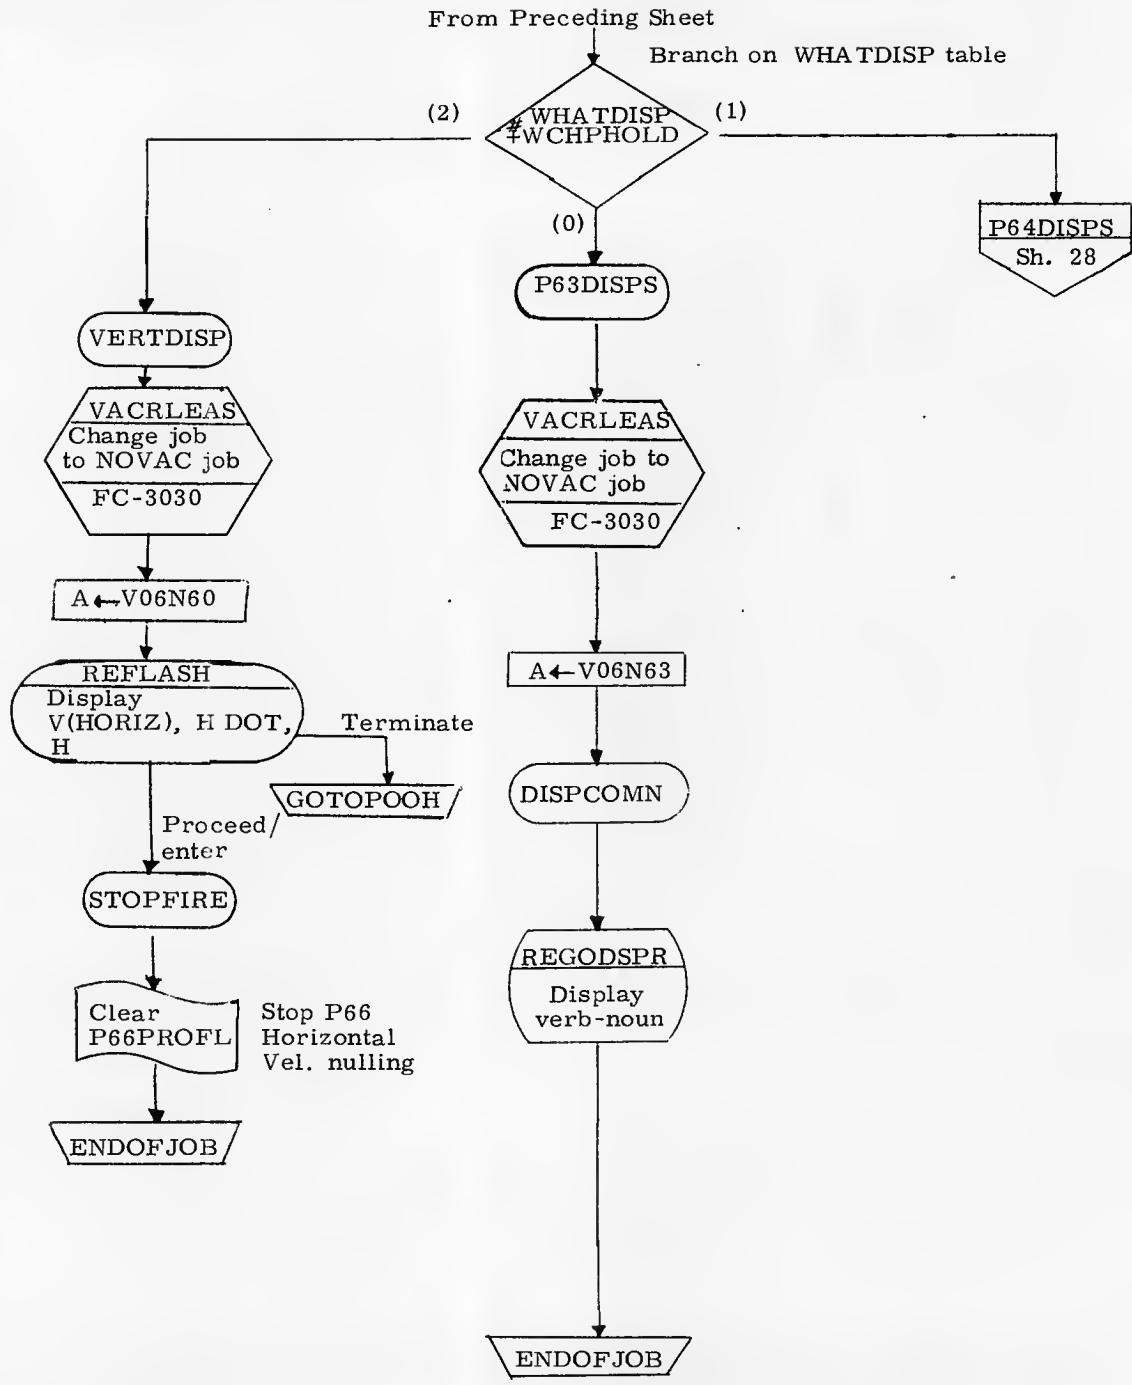 From Preceding Sheet
Branch on WHATDISP table
(2)
# WHATDISP
+WCHPHOLD
(1)
(0)
P64DISPS
Sh. 28
P63DISPS
VERTDISP
VACRLEAS
Change job
to NOVAC job
FC-3030
VACRLEAS
Change job to
NOVAC job
FC-3030
A←V06N60
REFLASH
Display
V(HORIZ), H DOT,
H
Terminate
GOTOPOOH
A←V06N63
DISPCOMN
Proceed/
enter
STOPFIRE
REGODSPR
Display
verb-noun
Clear
P66PROFL
Stop P66
Horizontal
Vel. nulling
ENDOFJOB
ENDOFJOB